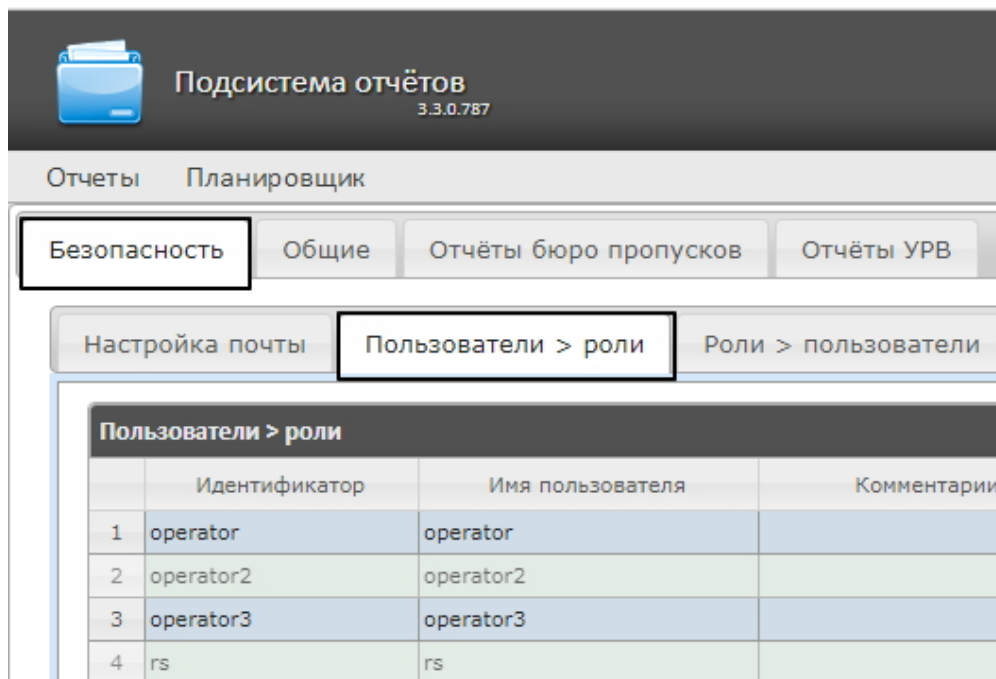 Подсистема отчётов
3.3.0.787
Отчеты Планировщик
Безопасность Общие Отчёты бюро пропусков Отчёты УРВ
Настройка почты Пользователи > роли Роли > пользователи
Пользователи > роли
Идентификатор Имя пользователя Комментарии
1 operator operator
2 operator2 operator2
3 operator3 operator3
4 rs rs